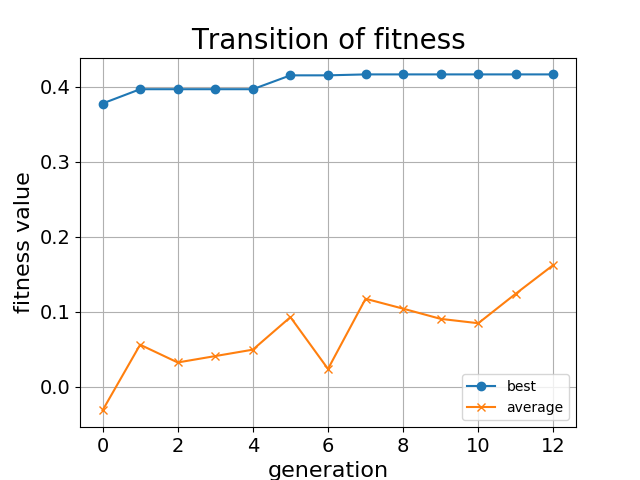 Transition of fitness
fitness value
0.4
0.3
0.2
0.1
0.0
0 2 4 6 8 10 12
generation
best
average